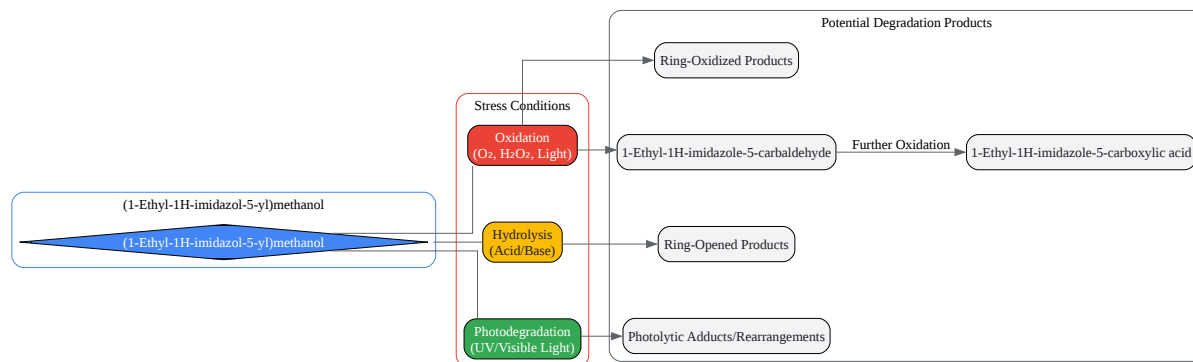 Potential Degradation Products
Ring-Oxidized Products
Stress Conditions
Oxidation
(O₂, H₂O₂, Light)
1-Ethyl-1H-imidazole-5-carbaldehyde
Further Oxidation
1-Ethyl-1H-imidazole-5-carboxylic acid
(1-Ethyl-1H-imidazol-5-yl)methanol
(1-Ethyl-1H-imidazol-5-yl)methanol
Hydrolysis
(Acid/Base)
Ring-Opened Products
Photodegradation
(UV/Visible Light)
Photolytic Adducts/Rearrangements